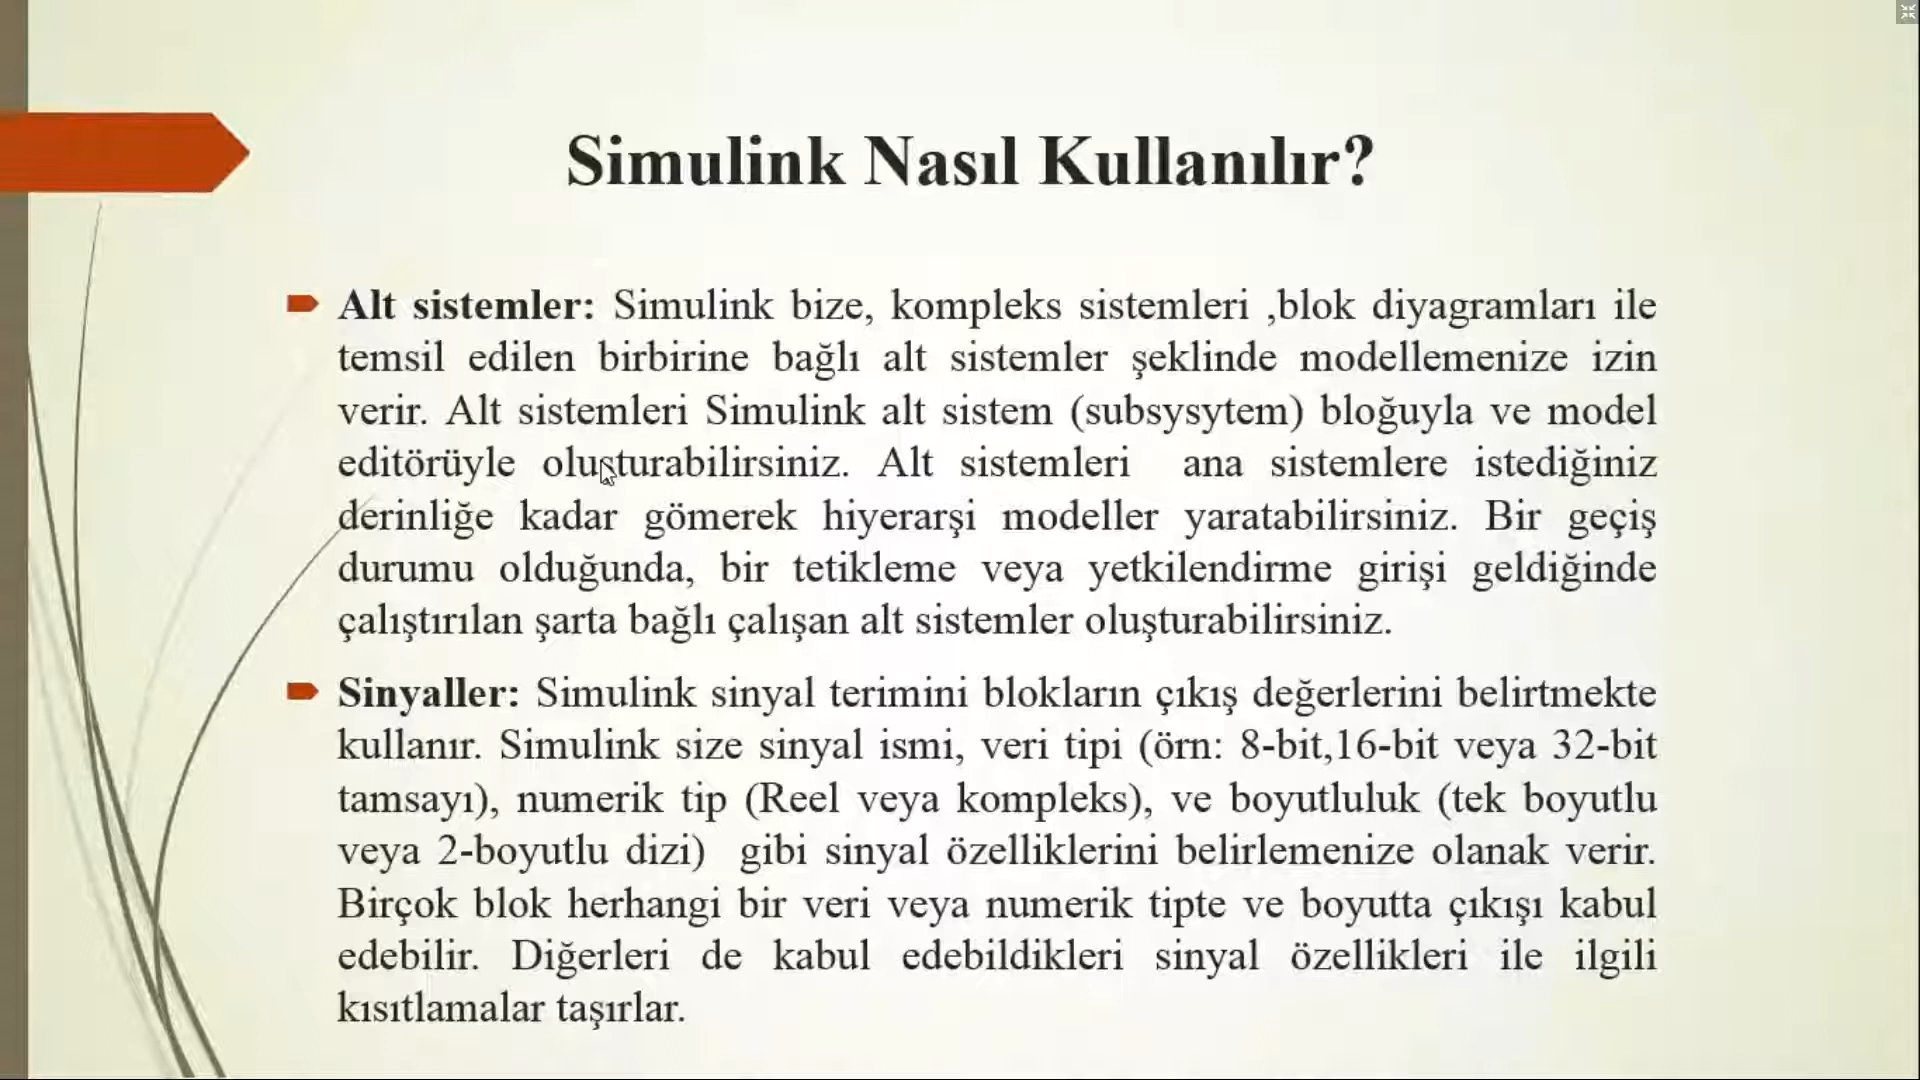 Simulink Nasıl Kullanılır?
Alt sistemler: Simulink bize, kompleks sistemleri ,blok diyagramları ile
temsil edilen birbirine bağlı alt sistemler şeklinde modellemenize izin
verir. Alt sistemleri Simulink alt sistem (subsysytem) bloğuyla ve model
editörüyle oluşturabilirsiniz. Alt sistemleri ana sistemlere istediğiniz
derinliğe kadar gömerek hiyerarşi modeller yaratabilirsiniz. Bir geçiş
durumu olduğunda, bir tetikleme veya yetkilendirme girişi geldiğinde
çalıştırılan şarta bağlı çalışan alt sistemler oluşturabilirsiniz.
Sinyaller: Simulink sinyal terimini blokların çıkış değerlerini belirtmekte
kullanır. Simulink size sinyal ismi, veri tipi (örn: 8-bit,16-bit veya 32-bit
tamsayı), numerik tip (Reel veya kompleks), ve boyutluluk (tek boyutlu
veya 2-boyutlu dizi) gibi sinyal özelliklerini belirlemenize olanak verir.
Birçok blok herhangi bir veri veya numerik tipte ve boyutta çıkışı kabul
edebilir. Diğerleri de kabul edebildikleri sinyal özellikleri ile ilgili
kısıtlamalar taşırlar.